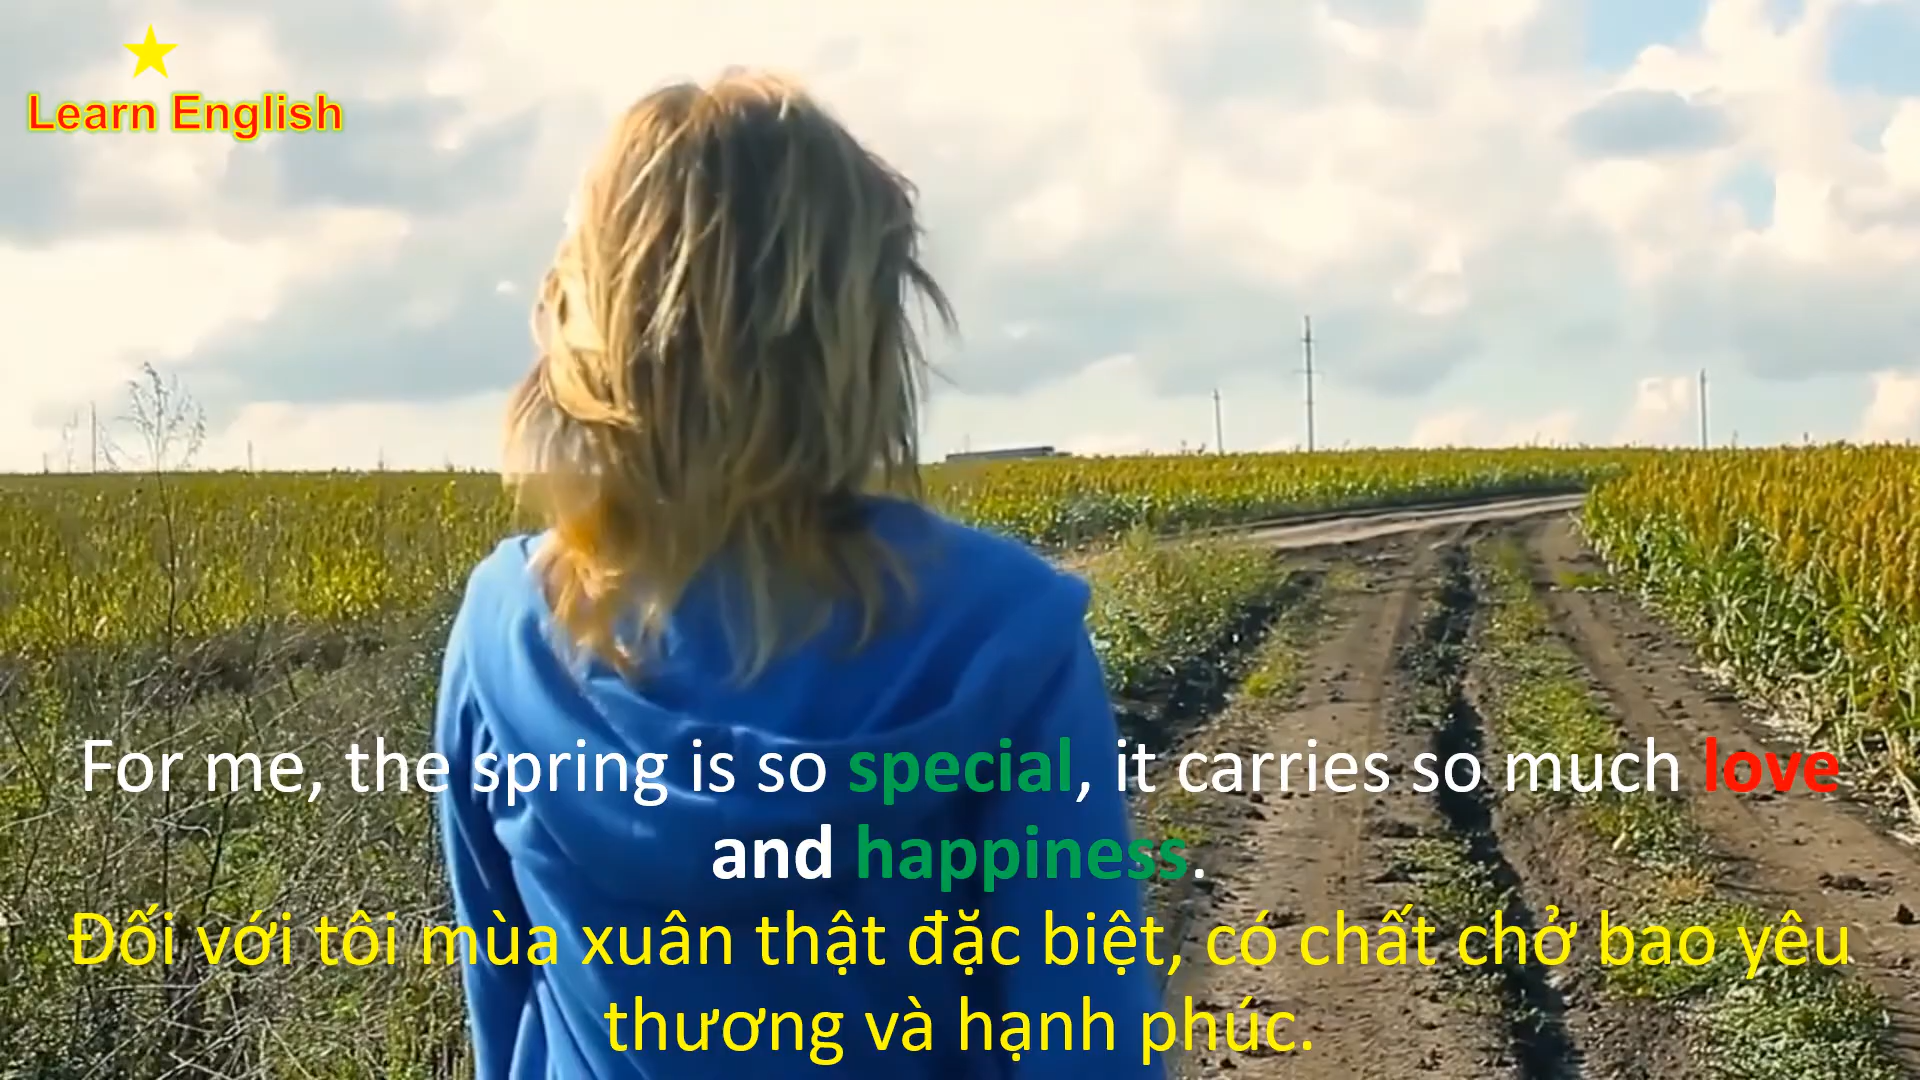 Learn English
For me, the spring is so special, it carries so much love
and happiness.
Đối với tôi mùa xuân thật đặc biệt, có chất chở bao yêu
thương và hạnh phúc.